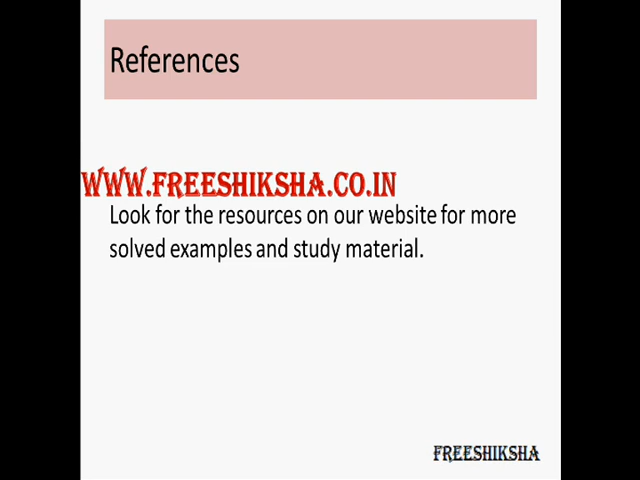 References
WWW.FREESHIKSHA.CO.IN
Look for the resources on our website for more
solved examples and study material.
FREESHIKSHA